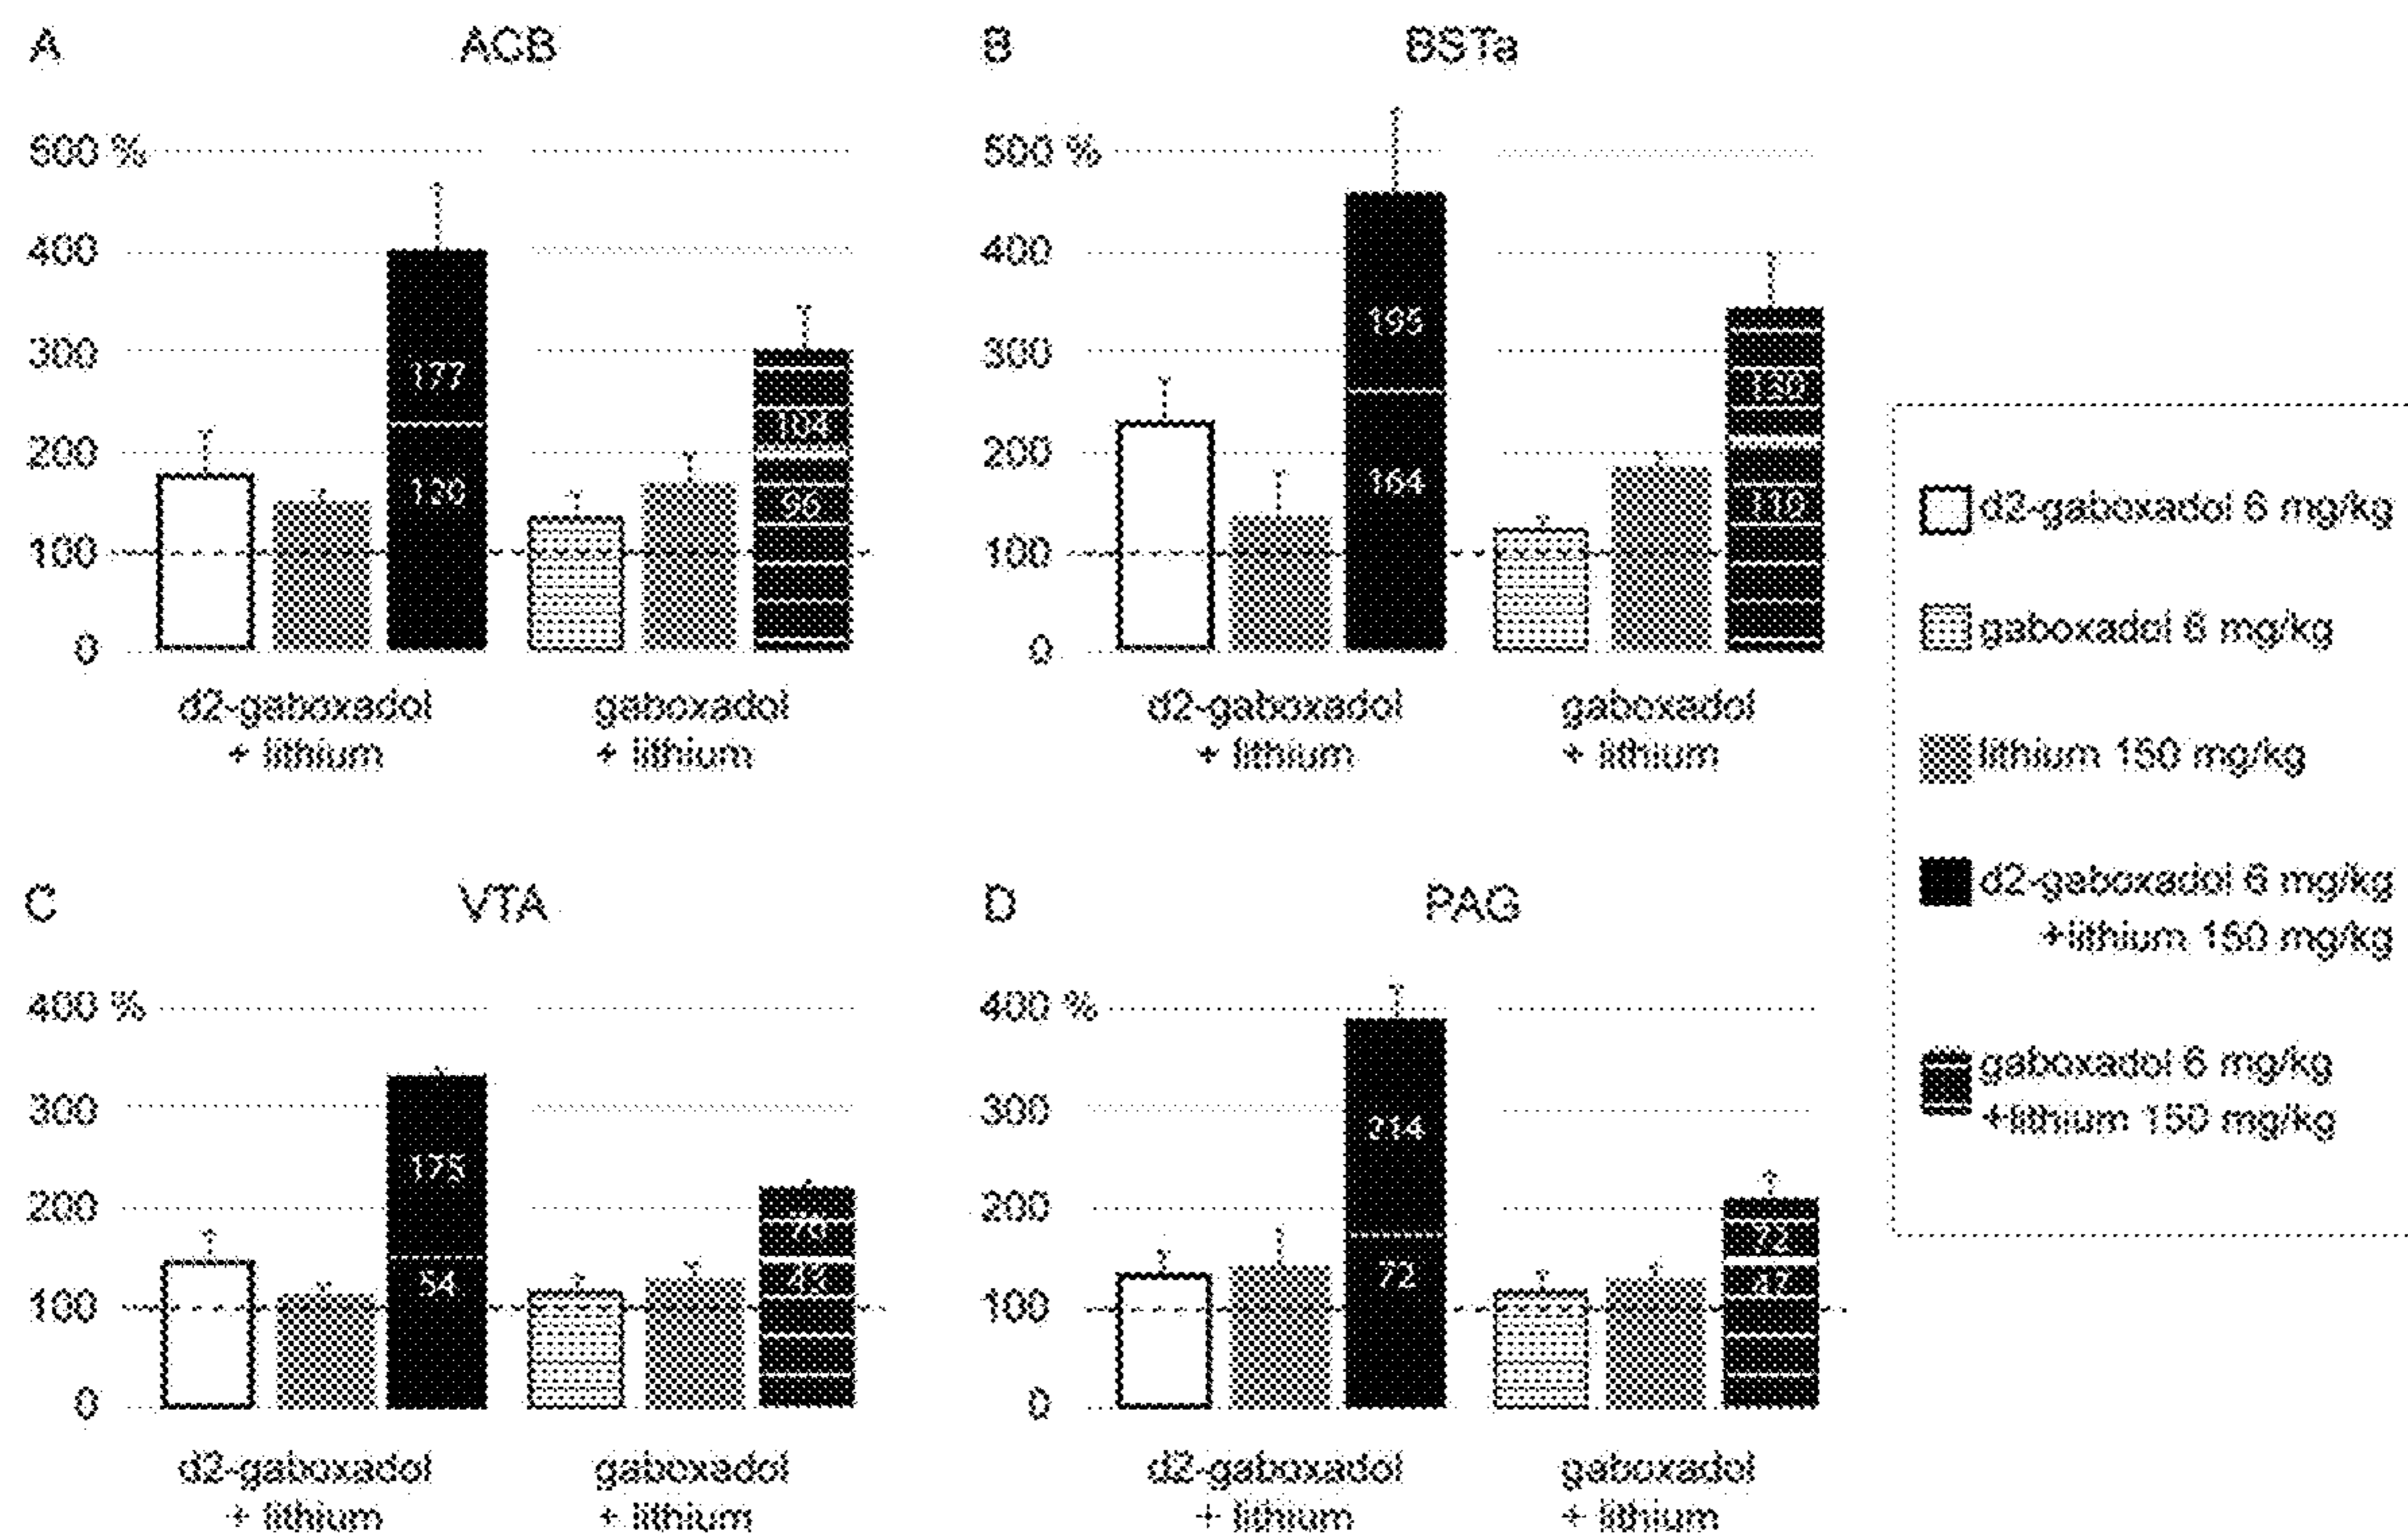 A
ACB
500 %
400
300
200
100
0
177
120
104
96
d2-gaboxadol
+ lithium
gaboxadol
+ lithium
B
BSTa
500 %
400
300
200
100
0
195
164
110
d2-gaboxadol
+ lithium
gaboxadol
+ lithium
C
VTA
400 %
300
200
100
0
175
54
43
d2-gaboxadol
+ lithium
gaboxadol
+ lithium
D
PAG
400 %
300
200
100
0
214
72
72
47
d2-gaboxadol
+ lithium
gaboxadol
+ lithium
d2-gaboxadol 6 mg/kg
gaboxadol 6 mg/kg
lithium 150 mg/kg
d2-gaboxadol 6 mg/kg
+lithium 150 mg/kg
gaboxadol 6 mg/kg
+lithium 150 mg/kg